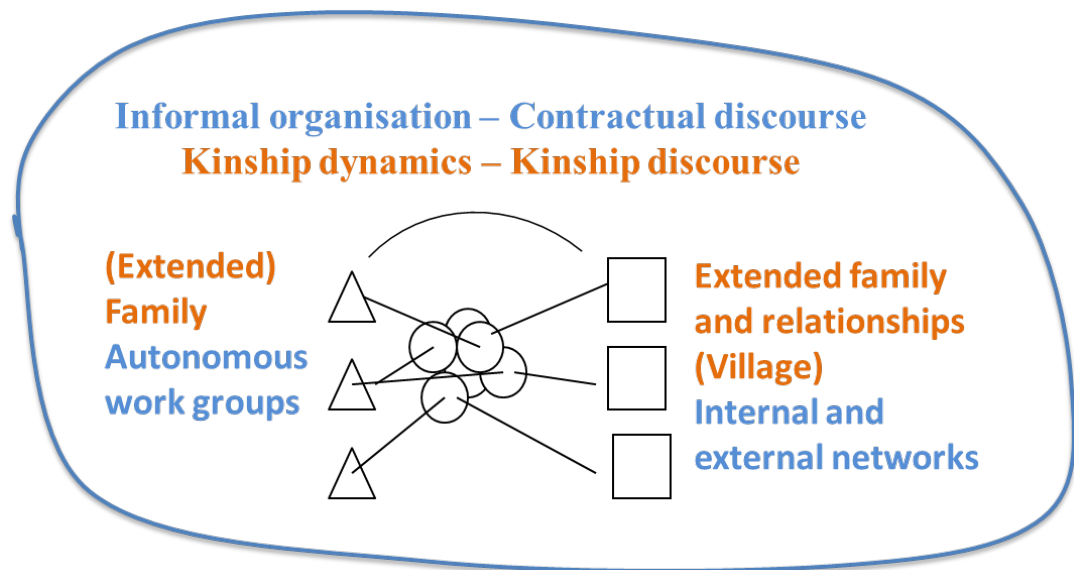 Informal organisation – Contractual discourse
Kinship dynamics – Kinship discourse
(Extended)
Family
Autonomous
work groups
Extended family
and relationships
(Village)
Internal and
external networks